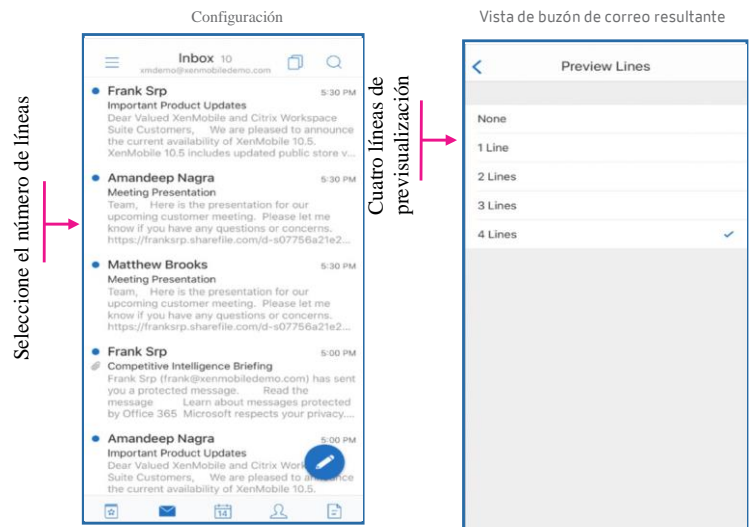 Configuración
Vista de buzón de correo resultante
Seleccione el número de líneas
Inbox 10
xmdemo@xenmobiledemo.com
Frank Srp 5:30 PM
Important Product Updates
Dear Valued XenMobile and Citrix Workspace
Suite Customers, We are pleased to announce
the current availability of XenMobile 10.5.
XenMobile 10.5 includes updated public store v...
Amandeep Nagra 5:30 PM
Meeting Presentation
Team, Here is the presentation for our
upcoming customer meeting. Please let me
know if you have any questions or concerns.
https://franksrp.sharefile.com/d-s07756a21e2...
Matthew Brooks 5:30 PM
Meeting Presentation
Team, Here is the presentation for our
upcoming customer meeting. Please let me
know if you have any questions or concerns.
https://franksrp.sharefile.com/d-s07756a21e2...
Frank Srp 5:00 PM
Competitive Intelligence Briefing
Frank Srp (frank@xenmobiledemo.com) has sent
you a protected message. Read the
message Learn about messages protected
by Office 365 Microsoft respects your privacy....
Amandeep Nagra 5:00 PM
Important Product Updates
Dear Valued XenMobile and Citrix
Suite Customers, We are pleased to
the current availability of XenMobile 10.5.
14
Cuatro líneas de
previsualización
Preview Lines
None
1 Line
2 Lines
3 Lines
4 Lines